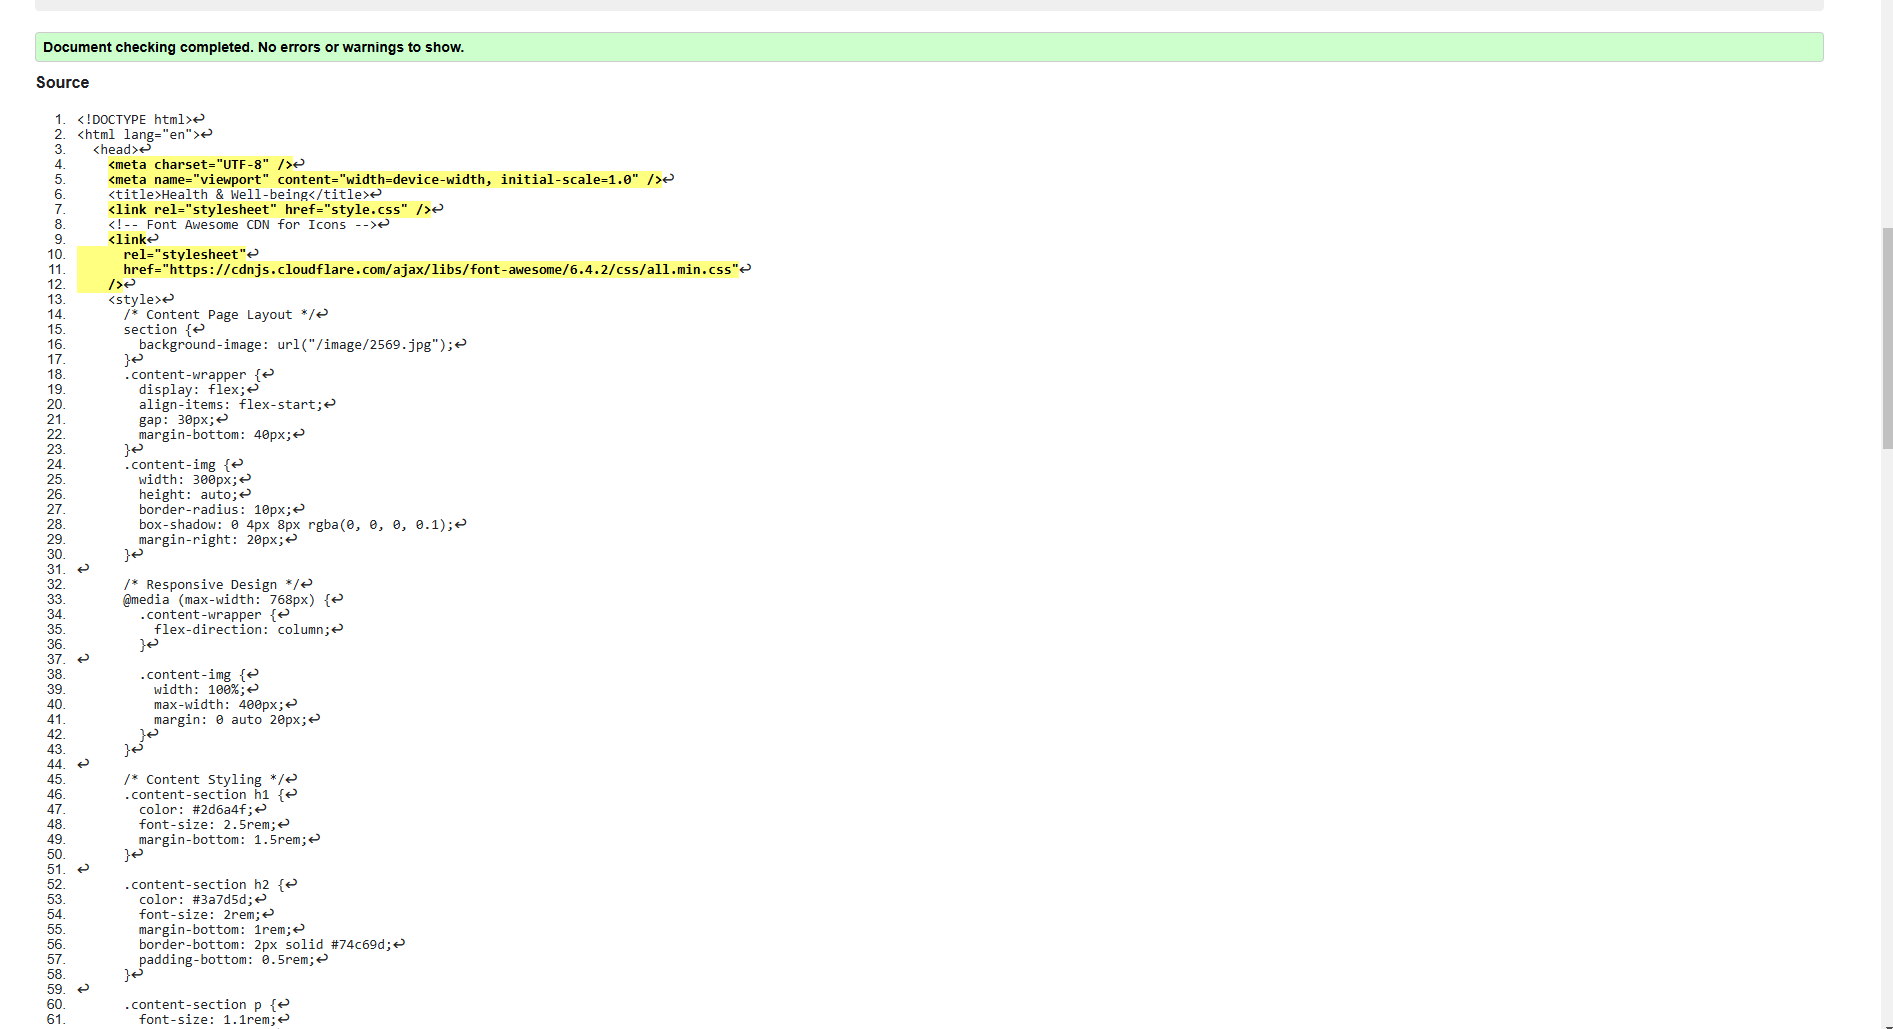 Document checking completed. No errors or warnings to show.
Source
1. <!DOCTYPE html>↩
2. <html lang="en">↩
3.   <head>↩
4.     <meta charset="UTF-8" />↩
5.     <meta name="viewport" content="width=device-width, initial-scale=1.0" />↩
6.     <title>Health & Well-being</title>↩
7.     <link rel="stylesheet" href="style.css" />↩
8.     <!-- Font Awesome CDN for Icons -->↩
9.     <link↩
10.       rel="stylesheet"↩
11.       href="https://cdnjs.cloudflare.com/ajax/libs/font-awesome/6.4.2/css/all.min.css"↩
12.     />↩
13.     <style>↩
14.       /* Content Page Layout */↩
15.       section {↩
16.         background-image: url("/image/2569.jpg");↩
17.       }↩
18.       .content-wrapper {↩
19.         display: flex;↩
20.         align-items: flex-start;↩
21.         gap: 30px;↩
22.         margin-bottom: 40px;↩
23.       }↩
24.       .content-img {↩
25.         width: 300px;↩
26.         height: auto;↩
27.         border-radius: 10px;↩
28.         box-shadow: 0 4px 8px rgba(0, 0, 0, 0.1);↩
29.         margin-right: 20px;↩
30.       }↩
31. ↩
32.       /* Responsive Design */↩
33.       @media (max-width: 768px) {↩
34.         .content-wrapper {↩
35.           flex-direction: column;↩
36.         }↩
37. ↩
38.         .content-img {↩
39.           width: 100%;↩
40.           max-width: 400px;↩
41.           margin: 0 auto 20px;↩
42.         }↩
43.       }↩
44. ↩
45.       /* Content Styling */↩
46.       .content-section h1 {↩
47.         color: #2d6a4f;↩
48.         font-size: 2.5rem;↩
49.         margin-bottom: 1.5rem;↩
50.       }↩
51. ↩
52.       .content-section h2 {↩
53.         color: #3a7d5d;↩
54.         font-size: 2rem;↩
55.         margin-bottom: 1rem;↩
56.         border-bottom: 2px solid #74c69d;↩
57.         padding-bottom: 0.5rem;↩
58.       }↩
59. ↩
60.       .content-section p {↩
61.         font-size: 1.1rem;↩